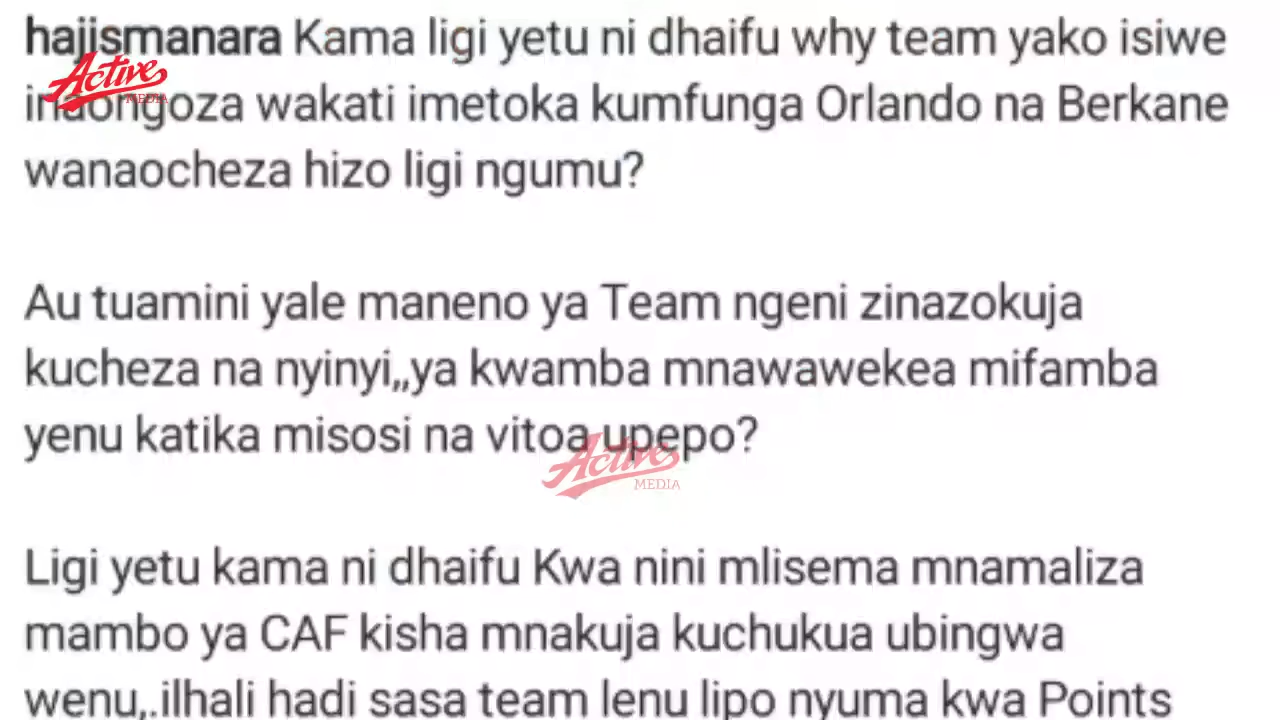 hajismanara Kama ligi yetu ni dhaifu why team yako isiwe
Active
MEDIA
inaongoza wakati imetoka kumfunga Orlando na Berkane
wanaocheza hizo ligi ngumu?
Au tuamini yale maneno ya Team ngeni zinazokuja
kucheza na nyinyi,,ya kwamba mnawawekea mifamba
yenu katika misosi na vitoa upepo?
Active
MEDIA
Ligi yetu kama ni dhaifu Kwa nini mlisema mnamaliza
mambo ya CAF kisha mnakuja kuchukua ubingwa
wenu,.ilhali hadi sasa team lenu lipo nyuma kwa Points